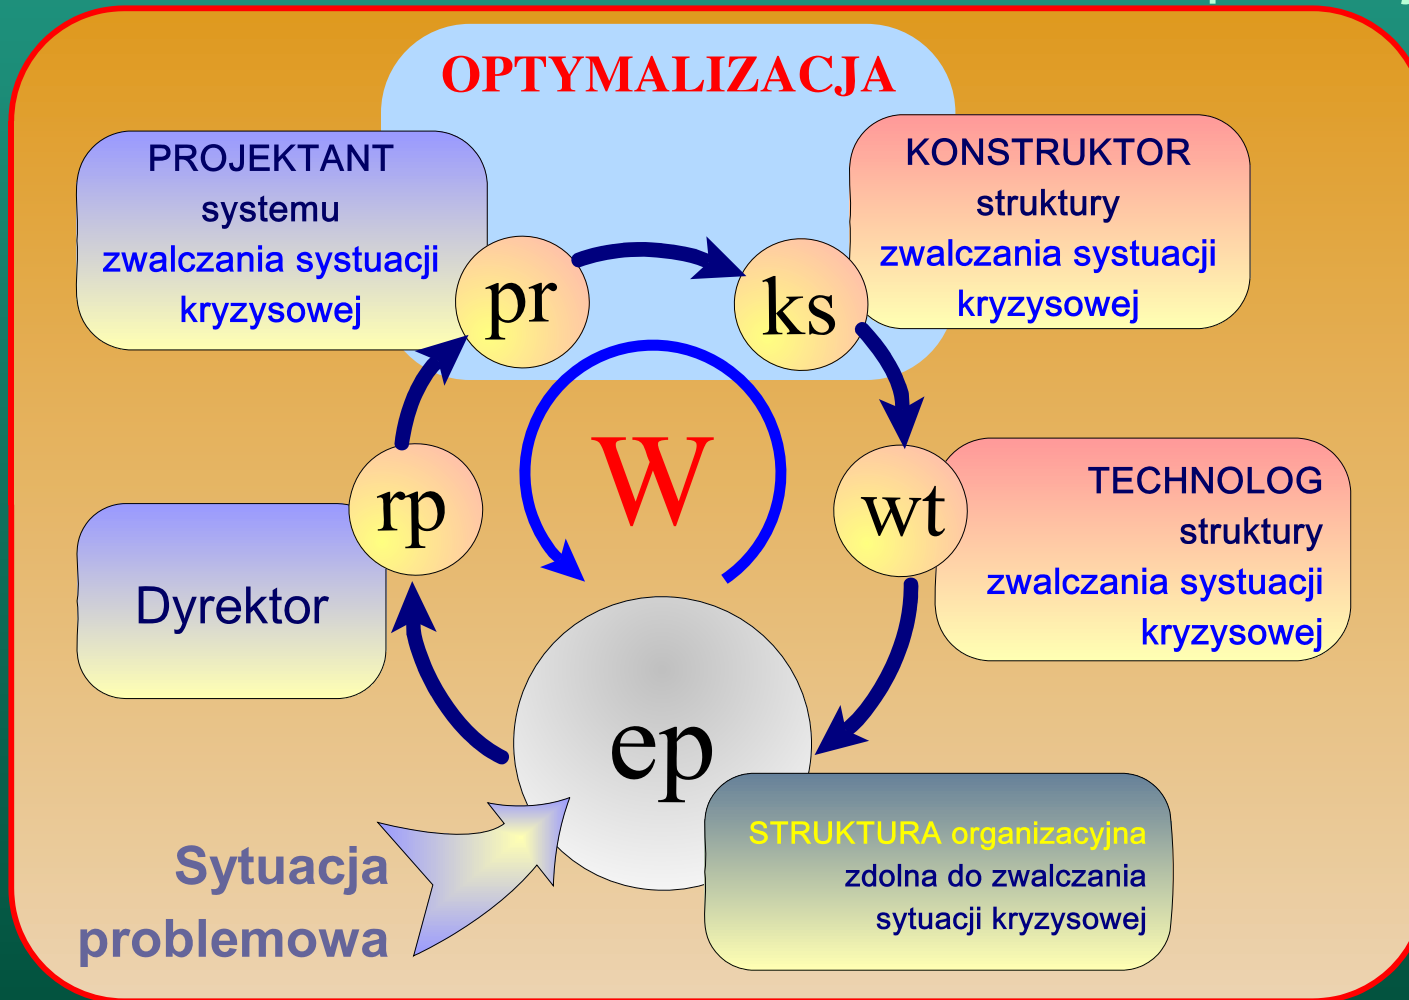 OPTYMALIZACJA
PROJEKTANT
systemu
zwalczania systuacji
kryzysowej
KONSTRUKTOR
struktury
zwalczania systuacji
kryzysowej
pr
ks
W
rp
wt
TECHNOLOG
struktury
zwalczania systuacji
kryzysowej
Dyrektor
ep
STRUKTURA organizacyjna
zdolna do zwalczania
sytuacji kryzysowej
Sytuacja
problemowa